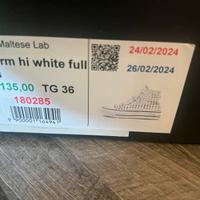 Maltese Lab
rm hi white full
135,00 TG 36
180285
24/02/2024
26/02/2024